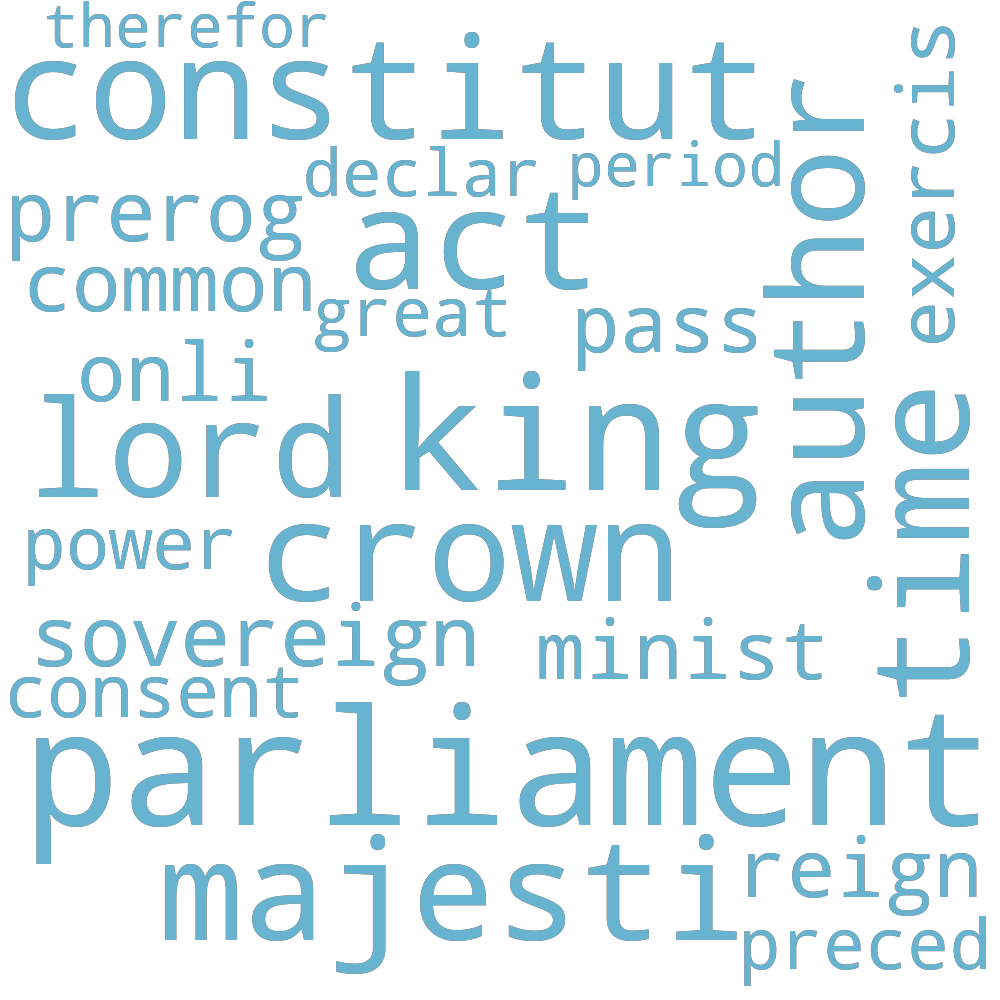 therefor
constitut
declar
period
prerog
act
common
great
pass
onli
lord
king
power
crown
sovereign
minist
consent
parliament
majesti
reign
preced
author
exercis
time